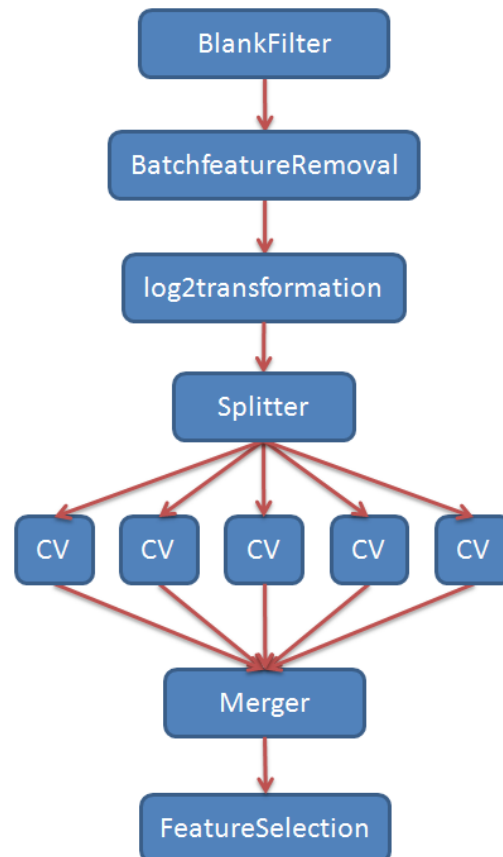 BlankFilter
BatchfeatureRemoval
log2transformation
Splitter
CV CV CV CV CV
Merger
FeatureSelection